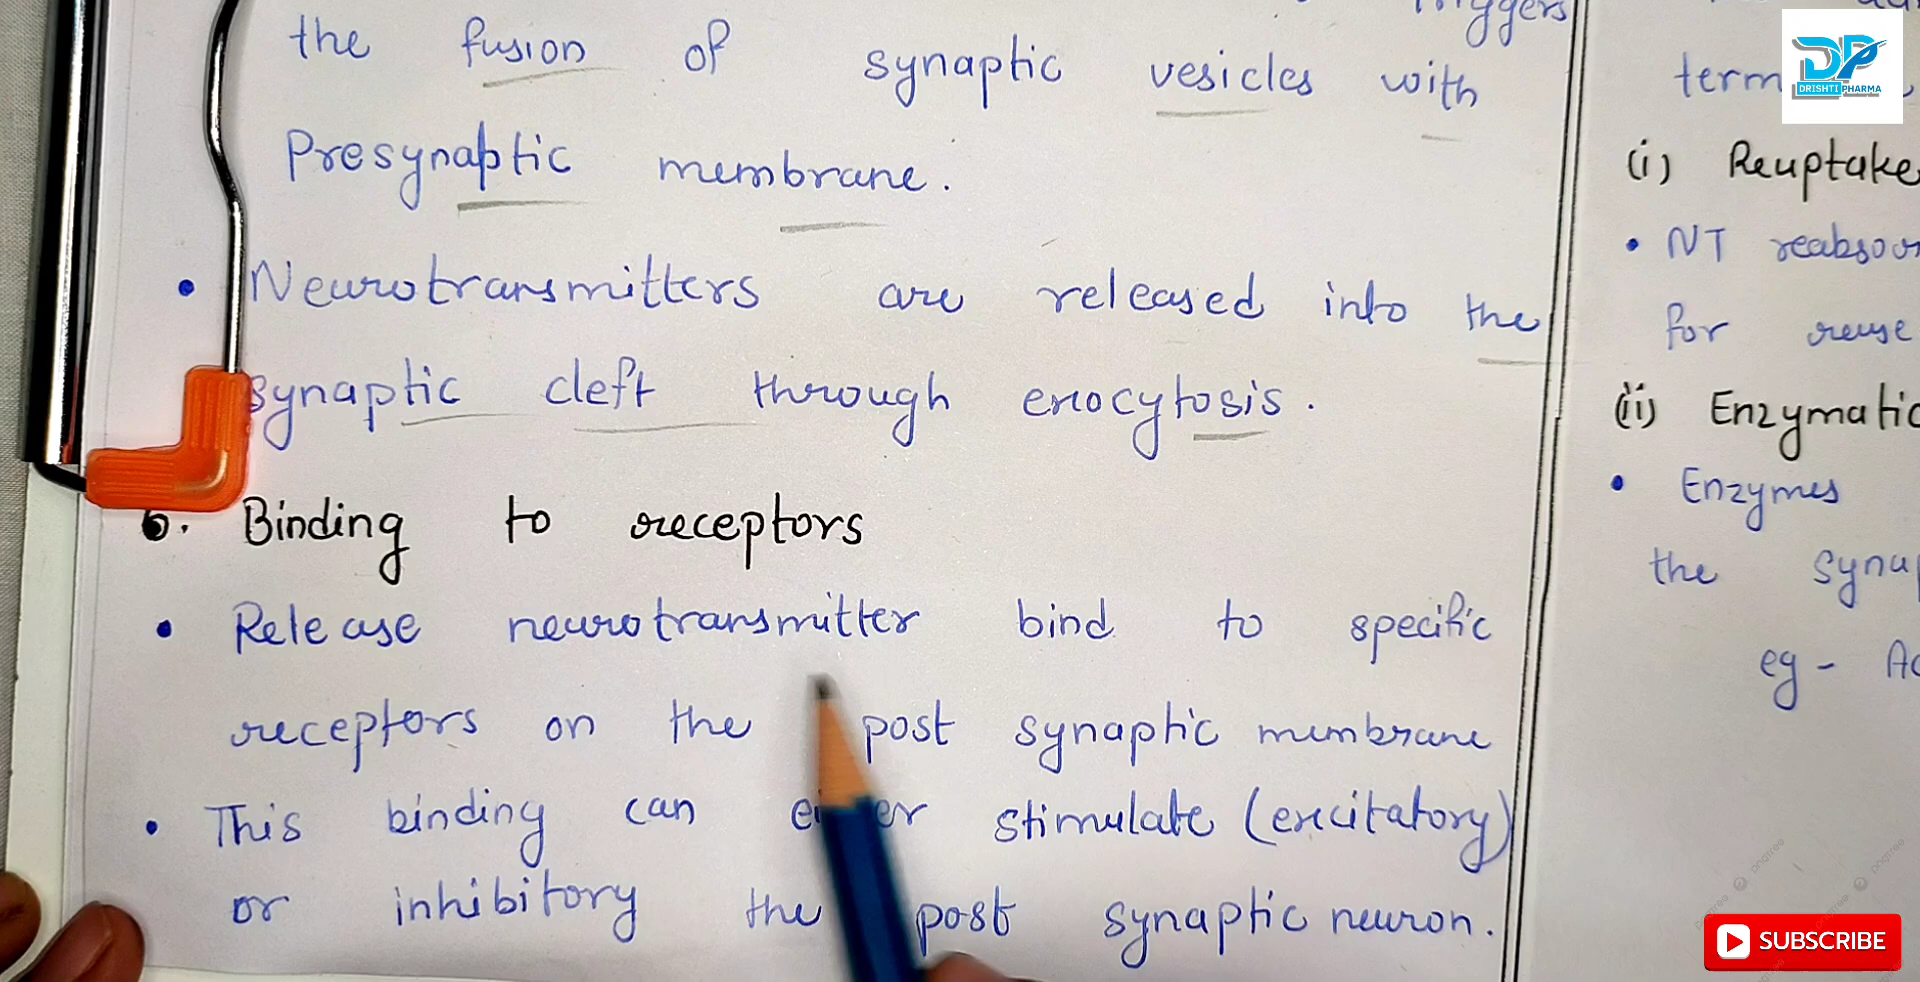 Triggers
the fusion of synaptic vesicles with
Presynaptic membrane.
• Neurotransmitters are released into the
synaptic cleft through exocytosis.
6. Binding to receptors
• Release neurotransmitter bind to specific
receptors on the post synaptic membrane
• This binding can either stimulate (excitatory)
or inhibitory the post synaptic neuron.
term
(i) Reuptake
• NT reabsor
for reuse
(ii) Enzymatic
• Enzymes
the synap
eg - Ac
DP
DRISHTI PHARMA
SUBSCRIBE